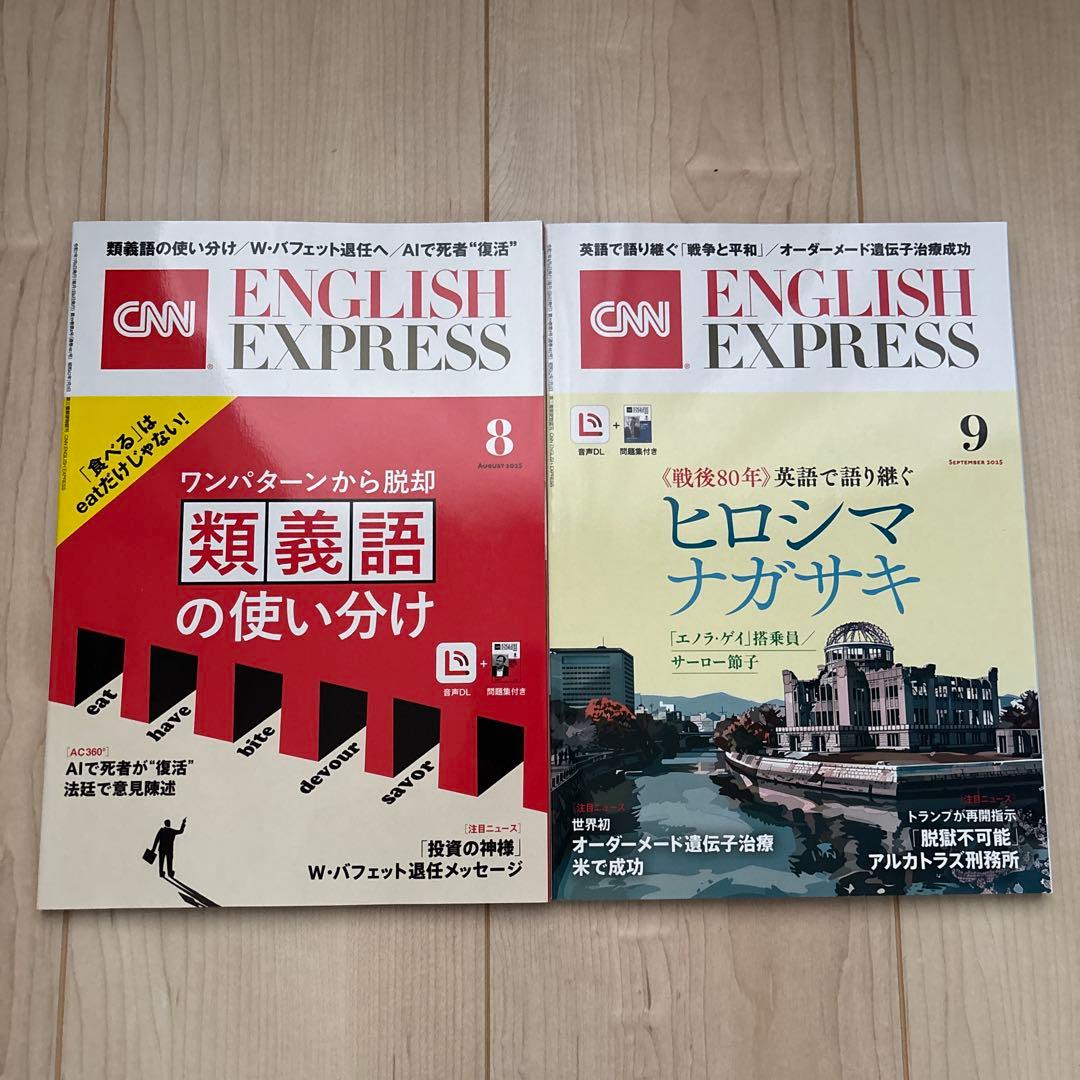 類義語の使い分け/W・バフェット退任へ/AIで死者“復活”
CNN
ENGLISH
EXPRESS
「食べる」は
eatだけじゃない!
8
AUGUST 2025
ワンパターンから脱却
類義語
の使い分け
音声DL
+
問題集付き
eat
have
bite
devour
savor
[AC360°]
AIで死者が“復活”
法廷で意見陳述
[注目ニュース]
「投資の神様」
W・バフェット退任メッセージ
英語で語り継ぐ「戦争と平和」/オーダーメード遺伝子治療成功
CNN
ENGLISH
EXPRESS
音声DL
+
問題集付き
9
SEPTEMBER 2025
《戦後80年》英語で語り継ぐ
ヒロシマ
ナガサキ
「エノラ・ゲイ」搭乗員/
サーロー節子
[注目ニュース]
世界初
オーダーメード遺伝子治療
米で成功
[注目ニュース]
トランプが再開指示
「脱獄不可能」
アルカトラズ刑務所